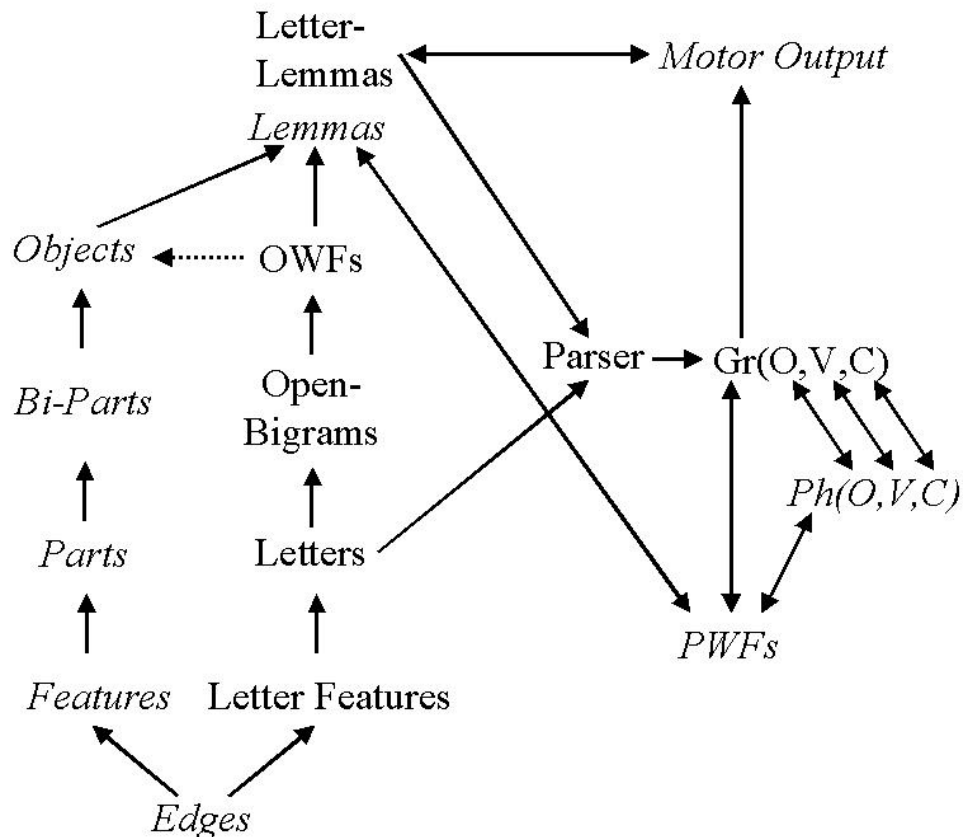 Letter-
Lemmas
Motor Output
Lemmas
Objects
OWFs
Parser
Gr(O,V,C)
Bi-Parts
Open-
Bigrams
Ph(O,V,C)
Parts
Letters
PWFs
Features
Letter Features
Edges